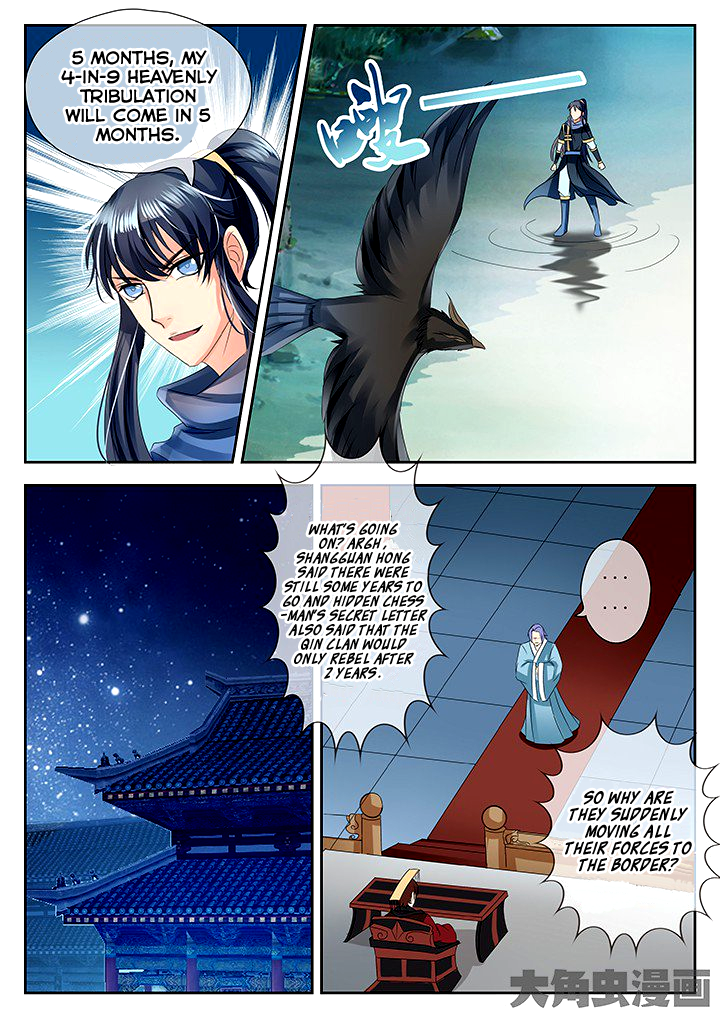 5 MONTHS, MY
4-IN-9 HEAVENLY
TRIBULATION
WILL COME IN 5
MONTHS.
嗖
WHAT'S GOING
ON? ARGH,
SHANGGUAN HONG
SAID THERE WERE
STILL SOME YEARS TO
GO AND HIDDEN CHESS
-MAN'S SECRET LETTER
ALSO SAID THAT THE
QIN CLAN WOULD
ONLY REBEL AFTER
2 YEARS.
...
...
SO WHY ARE
THEY SUDDENLY
MOVING ALL
THEIR FORCES TO
THE BORDER?
大角虫漫画